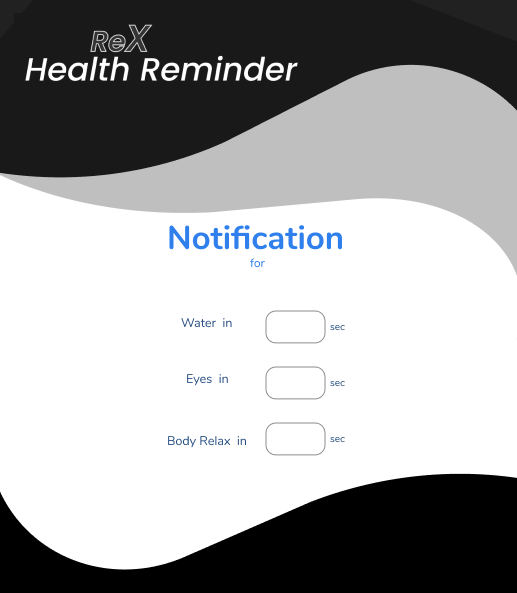 ReX
Health Reminder
Notification
for
Water in
sec
Eyes in
sec
Body Relax in
sec